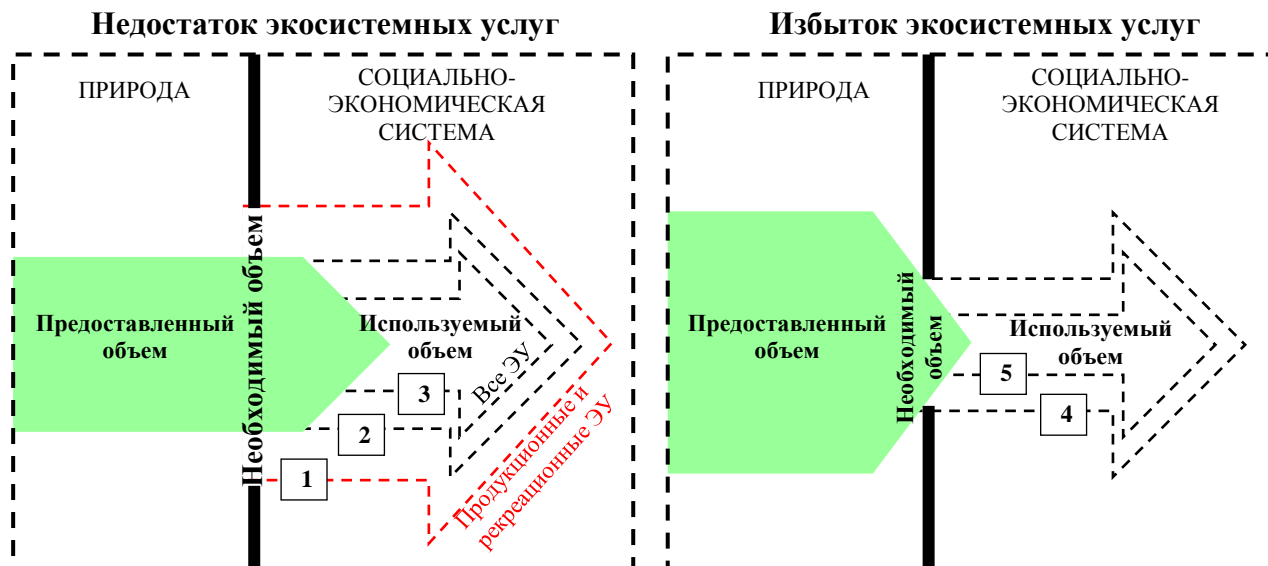 Недостаток экосистемных услуг
ПРИРОДА
СОЦИАЛЬНО-
ЭКОНОМИЧЕСКАЯ
СИСТЕМА
Необходимый объем
Предоставленный
объем
Используемый
объем
Все ЭУ
Продукционные и
рекреационные ЭУ
3
2
1
Избыток экосистемных услуг
ПРИРОДА
СОЦИАЛЬНО-
ЭКОНОМИЧЕСКАЯ
СИСТЕМА
Предоставленный
объем
Необходимый
объем
Используемый
объем
5
4